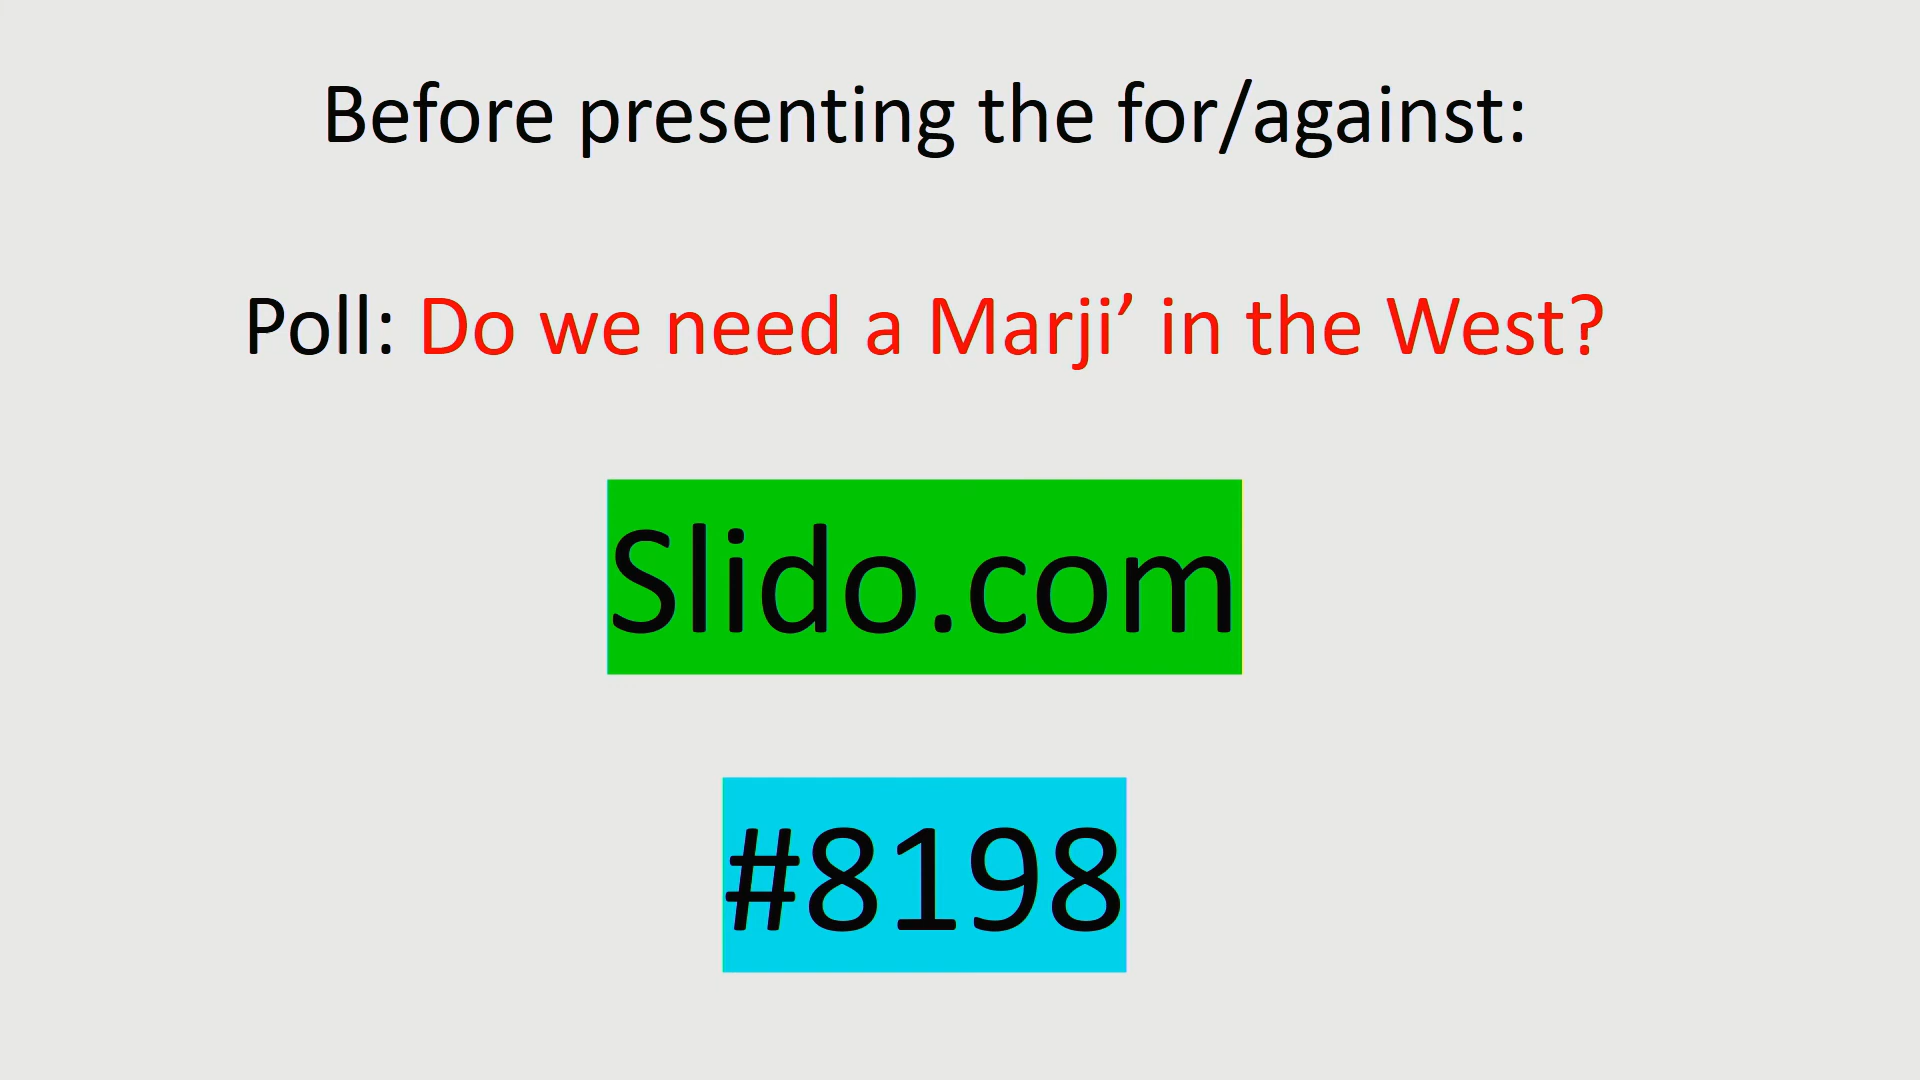 Before presenting the for/against:
Poll: Do we need a Marji’ in the West?
Slido.com
#8198